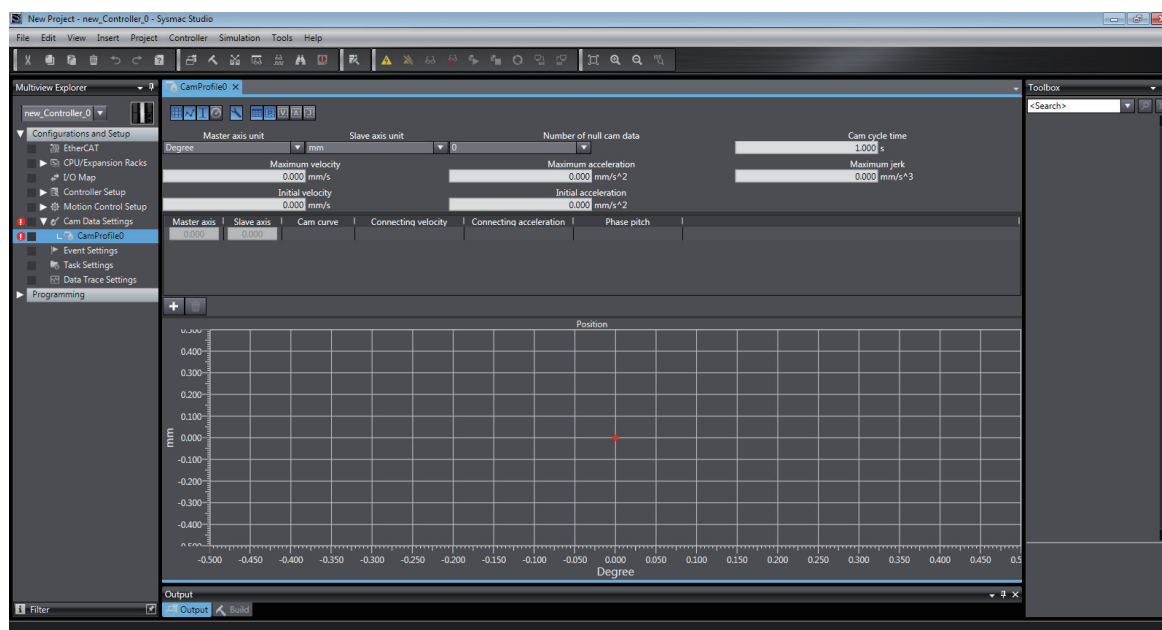 New Project - new_Controller_0 - Sysmac Studio
File Edit View Insert Project Controller Simulation Tools Help
Multiview Explorer
new_Controller_0
Configurations and Setup
EtherCAT
CPU/Expansion Racks
I/O Map
Controller Setup
Motion Control Setup
Cam Data Settings
CamProfile0
Event Settings
Task Settings
Data Trace Settings
Programming
Filter
CamProfile0
Master axis unit Slave axis unit Number of null cam data Cam cycle time
Degree mm 0 1.000 s
Maximum velocity Maximum acceleration Maximum jerk
0.000 mm/s 0.000 mm/s^2 0.000 mm/s^3
Initial velocity Initial acceleration
0.000 mm/s 0.000 mm/s^2
Master axis Slave axis Cam curve Connecting velocity Connecting acceleration Phase pitch
0.000 0.000
Position
0.500
0.400
0.300
0.200
0.100
mm
0.000
-0.100
-0.200
-0.300
-0.400
-0.500 -0.450 -0.400 -0.350 -0.300 -0.250 -0.200 -0.150 -0.100 -0.050 0.000 0.050 0.100 0.150 0.200 0.250 0.300 0.350 0.400 0.450 0.5
Degree
Output
Output Build
Toolbox
<Search>